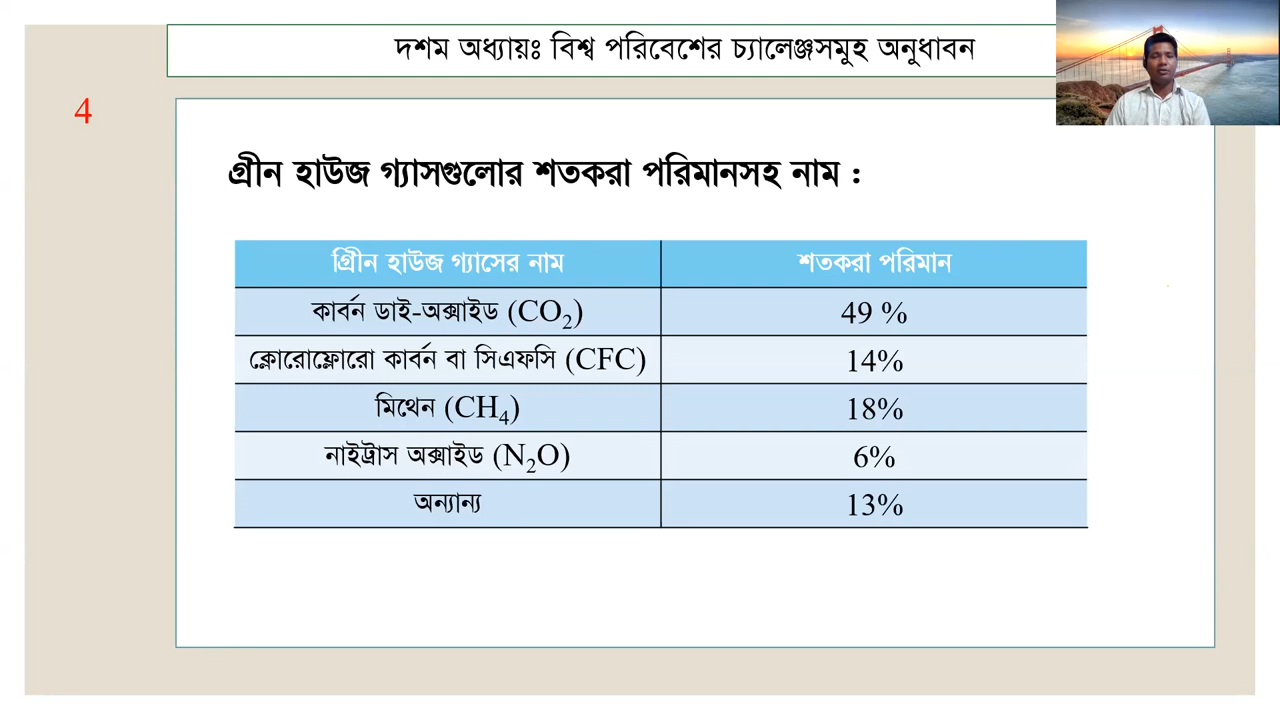 দশম অধ্যায়ঃ বিশ্ব পরিবেশের চ্যালেঞ্জসমুহ অনুধাবন
4
গ্রীন হাউজ গ্যাসগুলোর শতকরা পরিমানসহ নাম :
গ্রিীন হাউজ গ্যাসের নাম শতকরা পরিমান
কার্বন ডাই-অক্সাইড (CO₂) 49 %
ক্লোরোফ্লোরো কার্বন বা সিএফসি (CFC) 14%
মিথেন (CH₄) 18%
নাইট্রাস অক্সাইড (N₂O) 6%
অন্যান্য 13%